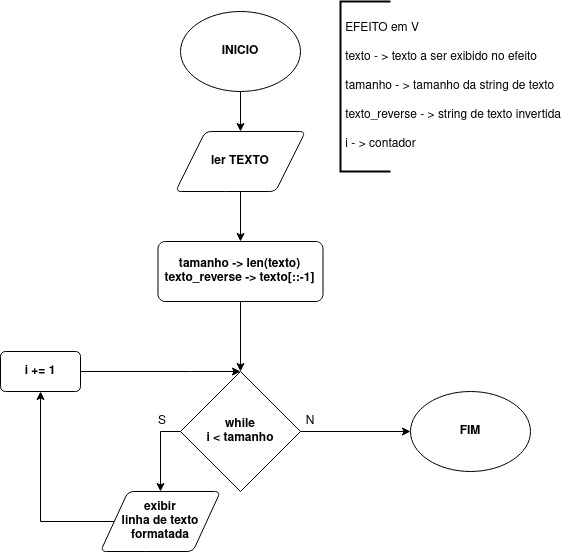 INICIO
EFEITO em V
texto - > texto a ser exibido no efeito
tamanho - > tamanho da string de texto
texto_reverse - > string de texto invertida
i - > contador
ler TEXTO
tamanho -> len(texto)
texto_reverse -> texto[::-1]
i += 1
while
i < tamanho
S
N
FIM
exibir
linha de texto
formatada